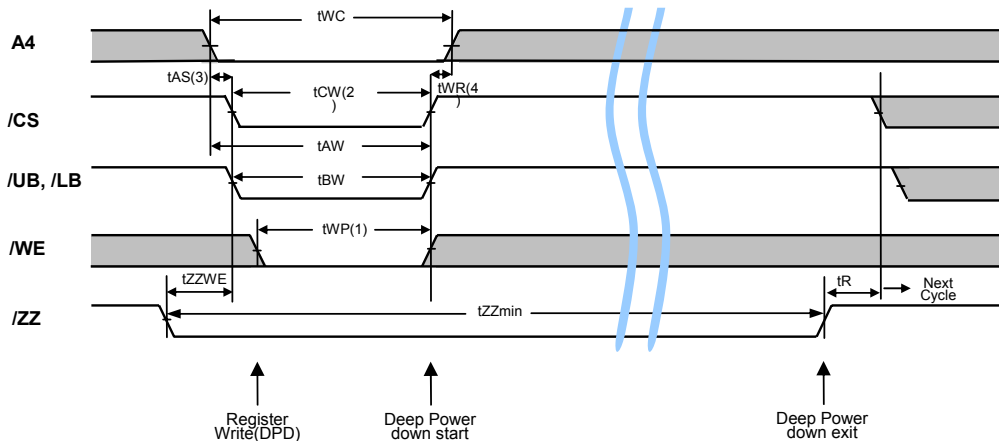 tWC
A4
tAS(3)
tCW(2
)
tWR(4
)
/CS
tAW
/UB, /LB
tBW
tWP(1)
/WE
tZZWE
tR
Next
Cycle
/ZZ
tZZmin
Register
Write(DPD)
Deep Power
down start
Deep Power
down exit